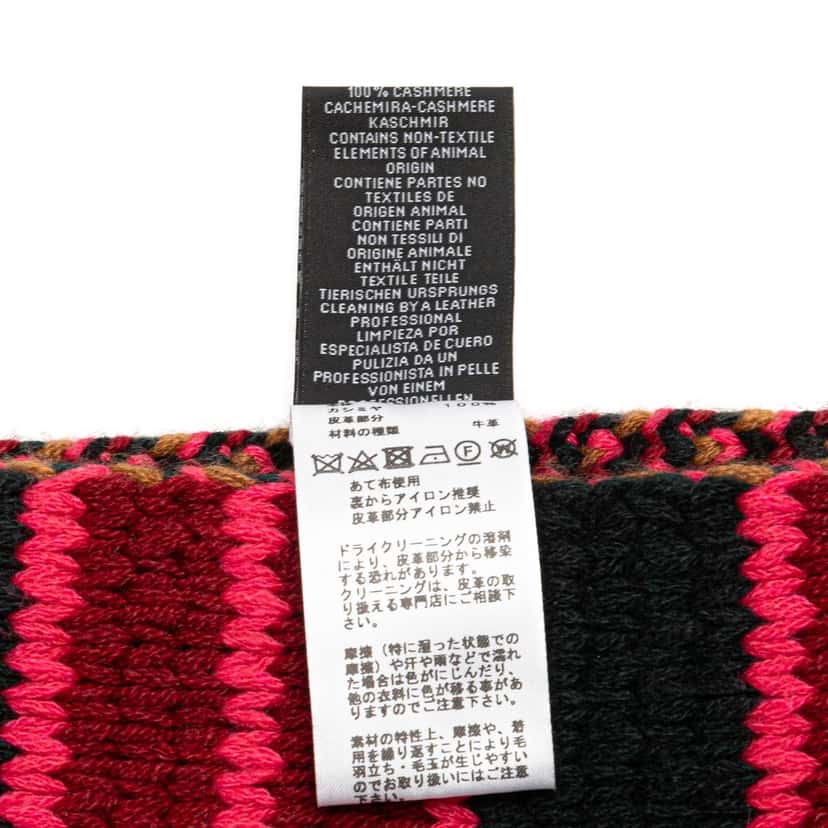 100% CASHMERE
CACHEMIRA-CASHMERE
KASCHMIR
CONTAINS NON-TEXTILE
ELEMENTS OF ANIMAL
ORIGIN
CONTIENE PARTES NO
TEXTILES DE
ORIGEN ANIMAL
CONTIENE PARTI
NON TESSILI DI
ORIGINE ANIMALE
ENTHÄLT NICHT
TEXTILE TEILE
TIERISCHEN URSPRUNGS
CLEANING BY A LEATHER
PROFESSIONAL
LIMPIEZA POR
ESPECIALISTA DE CUERO
PULIZIA DA UN
PROFESSIONISTA IN PELLE
VON EINEM
カシミヤ 100%
皮革部分
材料の種類 牛革
あて布使用
裏からアイロン推奨
皮革部分アイロン禁止
ドライクリーニングの溶剤
により、皮革部分から移染
する恐れがあります。
クリーニングは、皮革の取
り扱える専門店にご相談下
さい。
摩擦（特に湿った状態での
摩擦）や汗や雨などで濡れ
た場合は色がにじんだり、
他の衣料に色が移る事があ
りますのでご注意下さい。
素材の特性上、摩擦や、着
用を繰り返すことにより毛
羽立ち・毛玉が生じやすい
のでお取り扱いにはご注意
下さい。